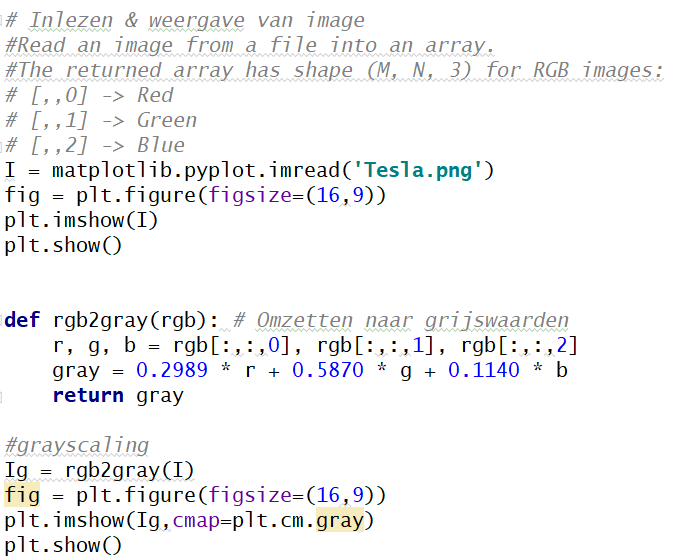 # Inlezen & weergave van image
#Read an image from a file into an array.
#The returned array has shape (M, N, 3) for RGB images:
# [,,0] -> Red
# [,,1] -> Green
# [,,2] -> Blue
I = matplotlib.pyplot.imread('Tesla.png')
fig = plt.figure(figsize=(16,9))
plt.imshow(I)
plt.show()
def rgb2gray(rgb): # Omzetten naar grijswaarden
    r, g, b = rgb[:,:,0], rgb[:,:,1], rgb[:,:,2]
    gray = 0.2989 * r + 0.5870 * g + 0.1140 * b
    return gray
#grayscaling
Ig = rgb2gray(I)
fig = plt.figure(figsize=(16,9))
plt.imshow(Ig,cmap=plt.cm.gray)
plt.show()